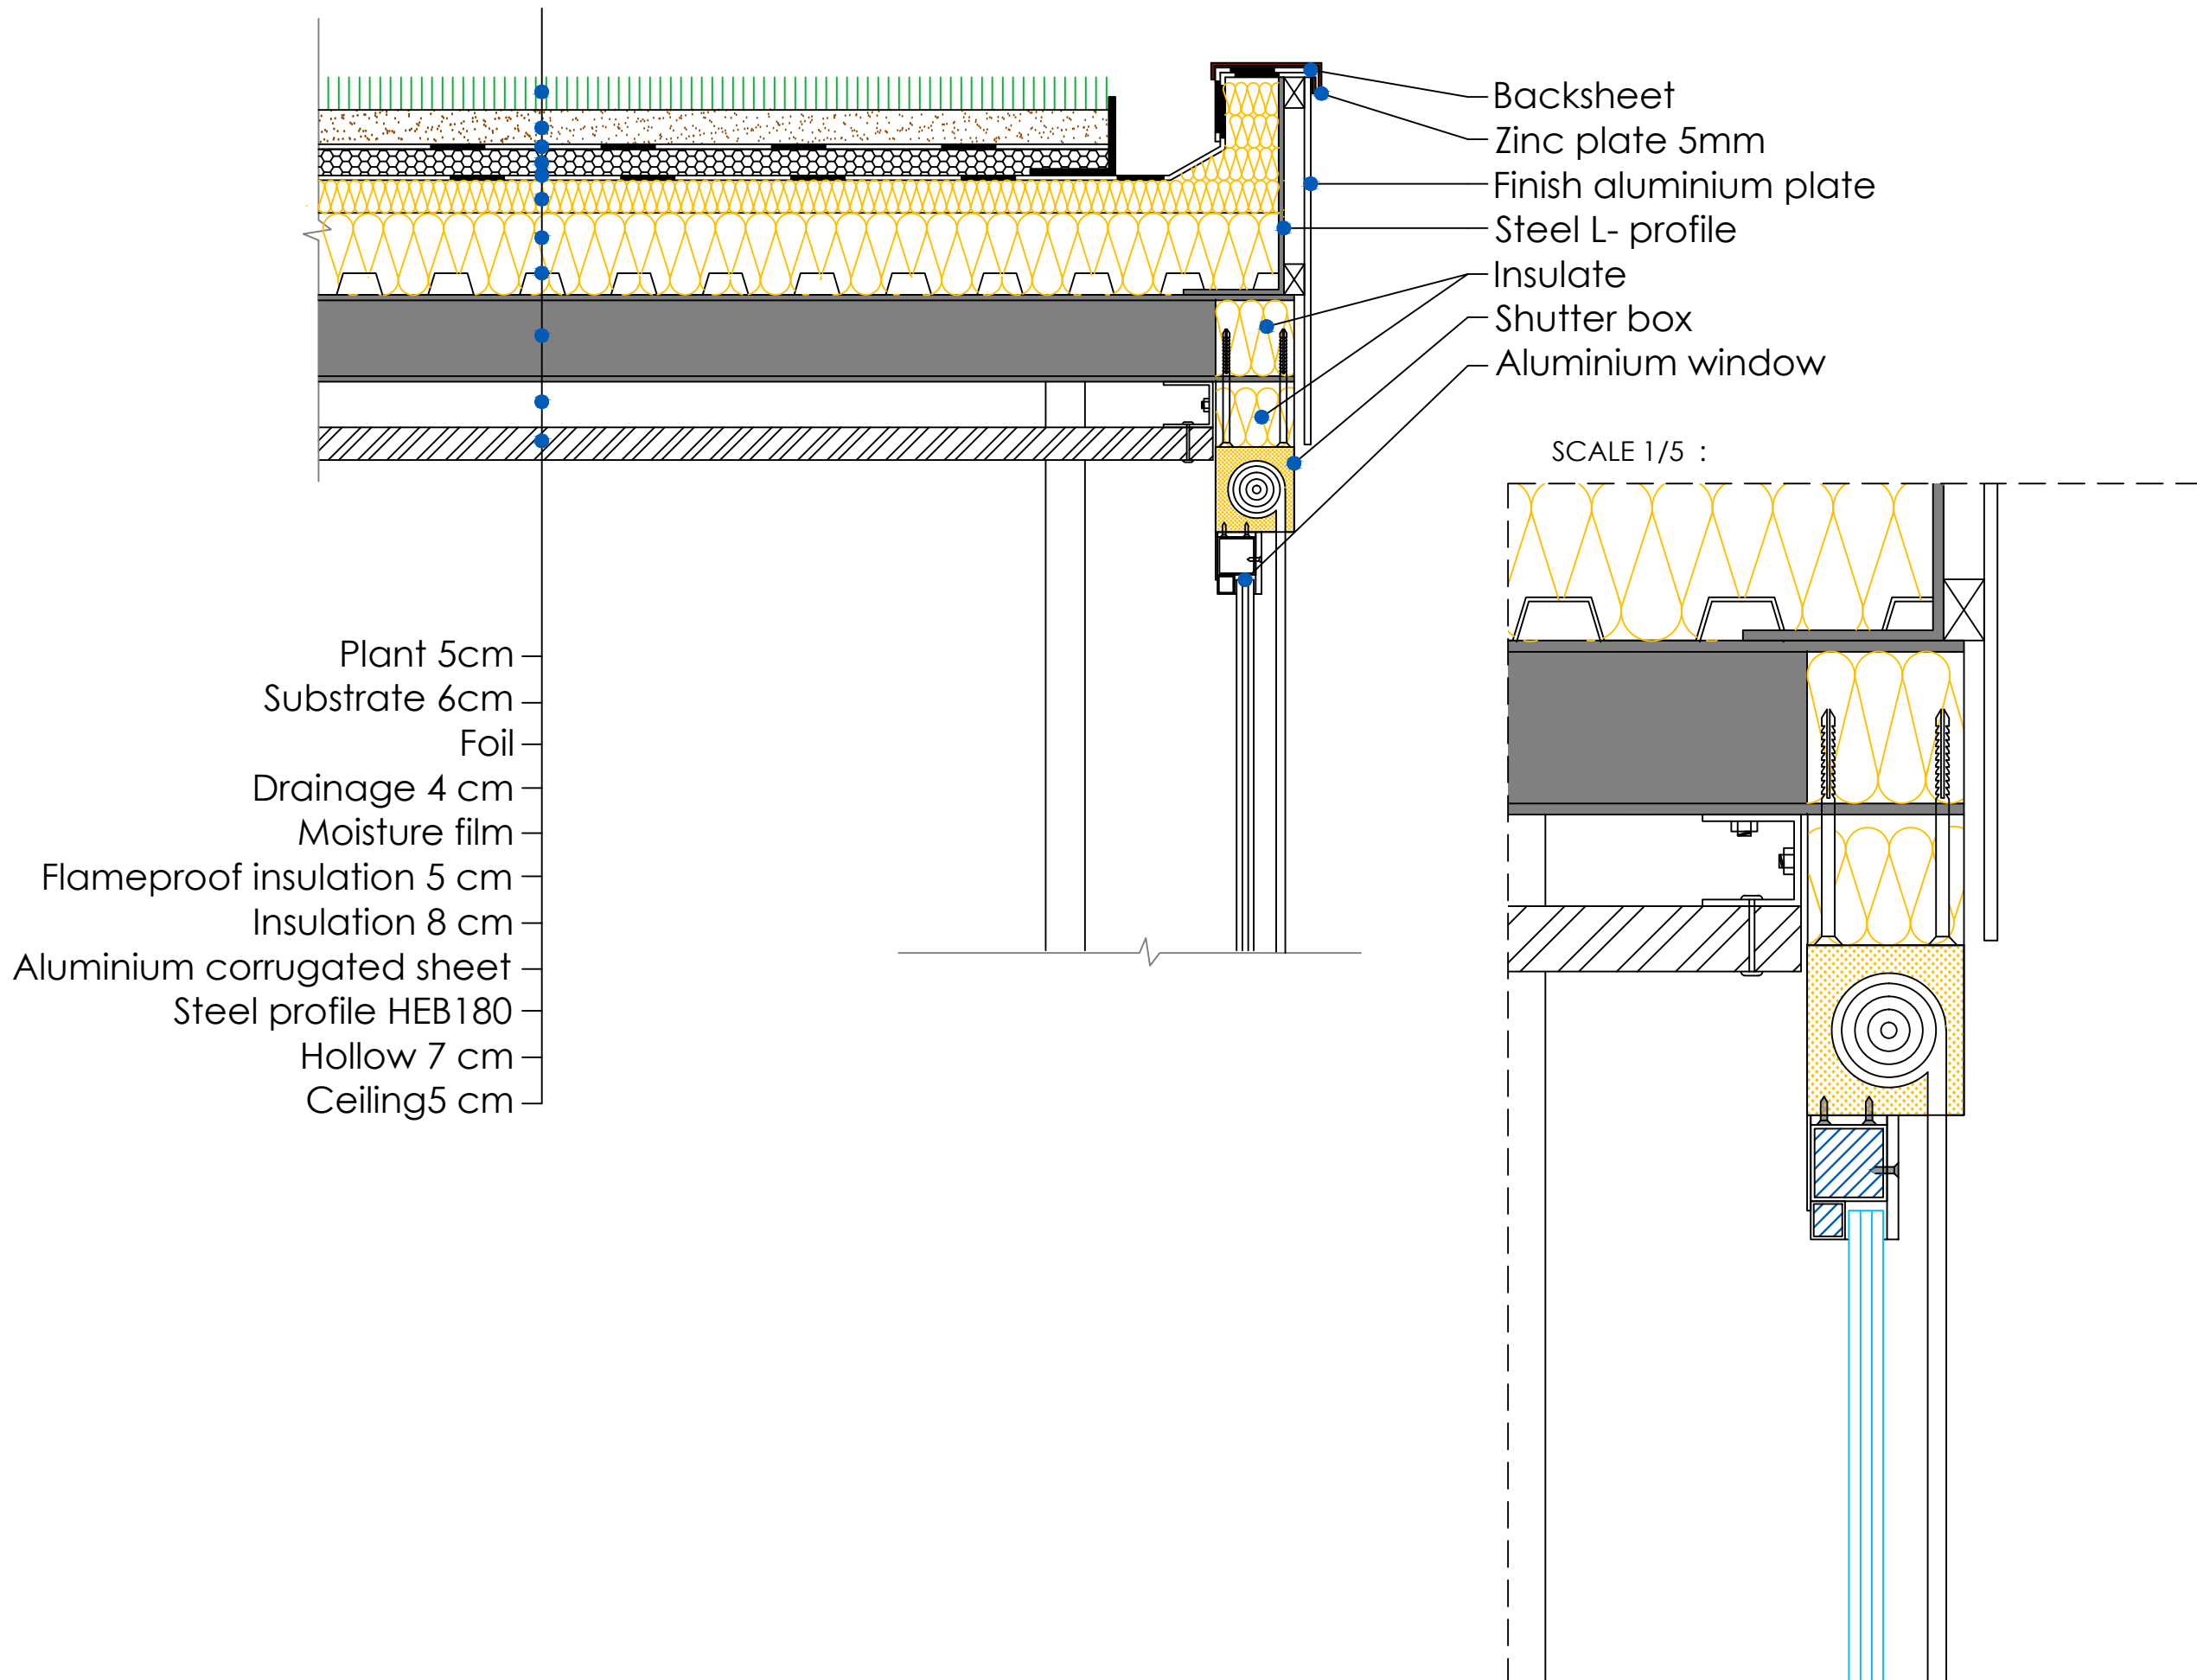 Backsheet
Zinc plate 5mm
Finish aluminium plate
Steel L- profile
Insulate
Shutter box
Aluminium window
SCALE 1/5 :
Plant 5cm
Substrate 6cm
Foil
Drainage 4 cm
Moisture film
Flameproof insulation 5 cm
Insulation 8 cm
Aluminium corrugated sheet
Steel profile HEB180
Hollow 7 cm
Ceiling5 cm